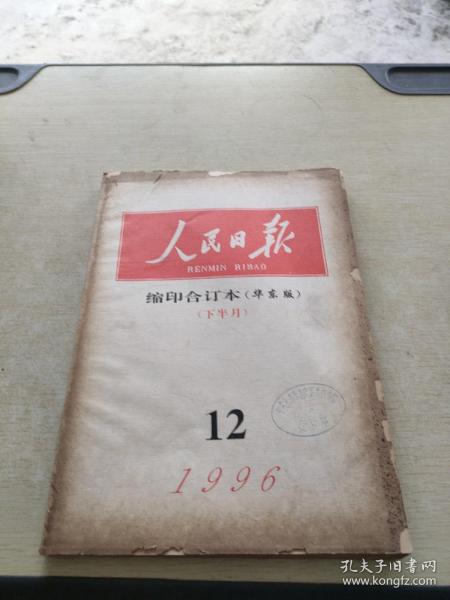 人民日报
RENMIN RIBAO
缩印合订本(华东版)
(下半月)
12
1996
孔夫子旧书网
www.kongfz.com